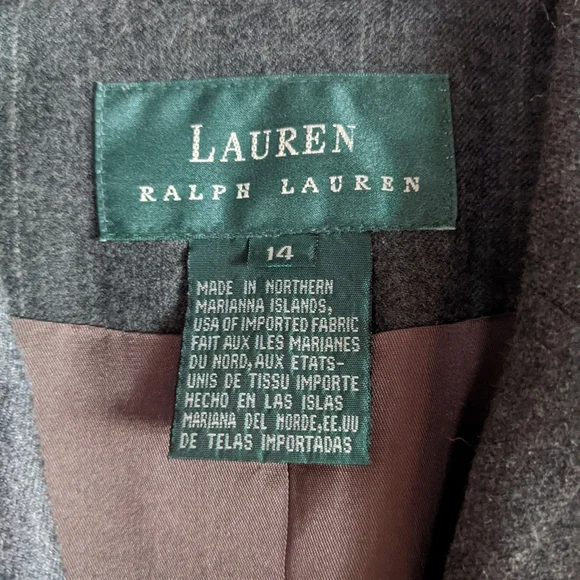 LAUREN
RALPH LAUREN
14
MADE IN NORTHERN
MARIANNA ISLANDS,
USA OF IMPORTED FABRIC
FAIT AUX ILES MARIANES
DU NORD, AUX ETATS-
UNIS DE TISSU IMPORTE
HECHO EN LAS ISLAS
MARIANA DEL NORDE,EE.UU
DE TELAS IMPORTADAS